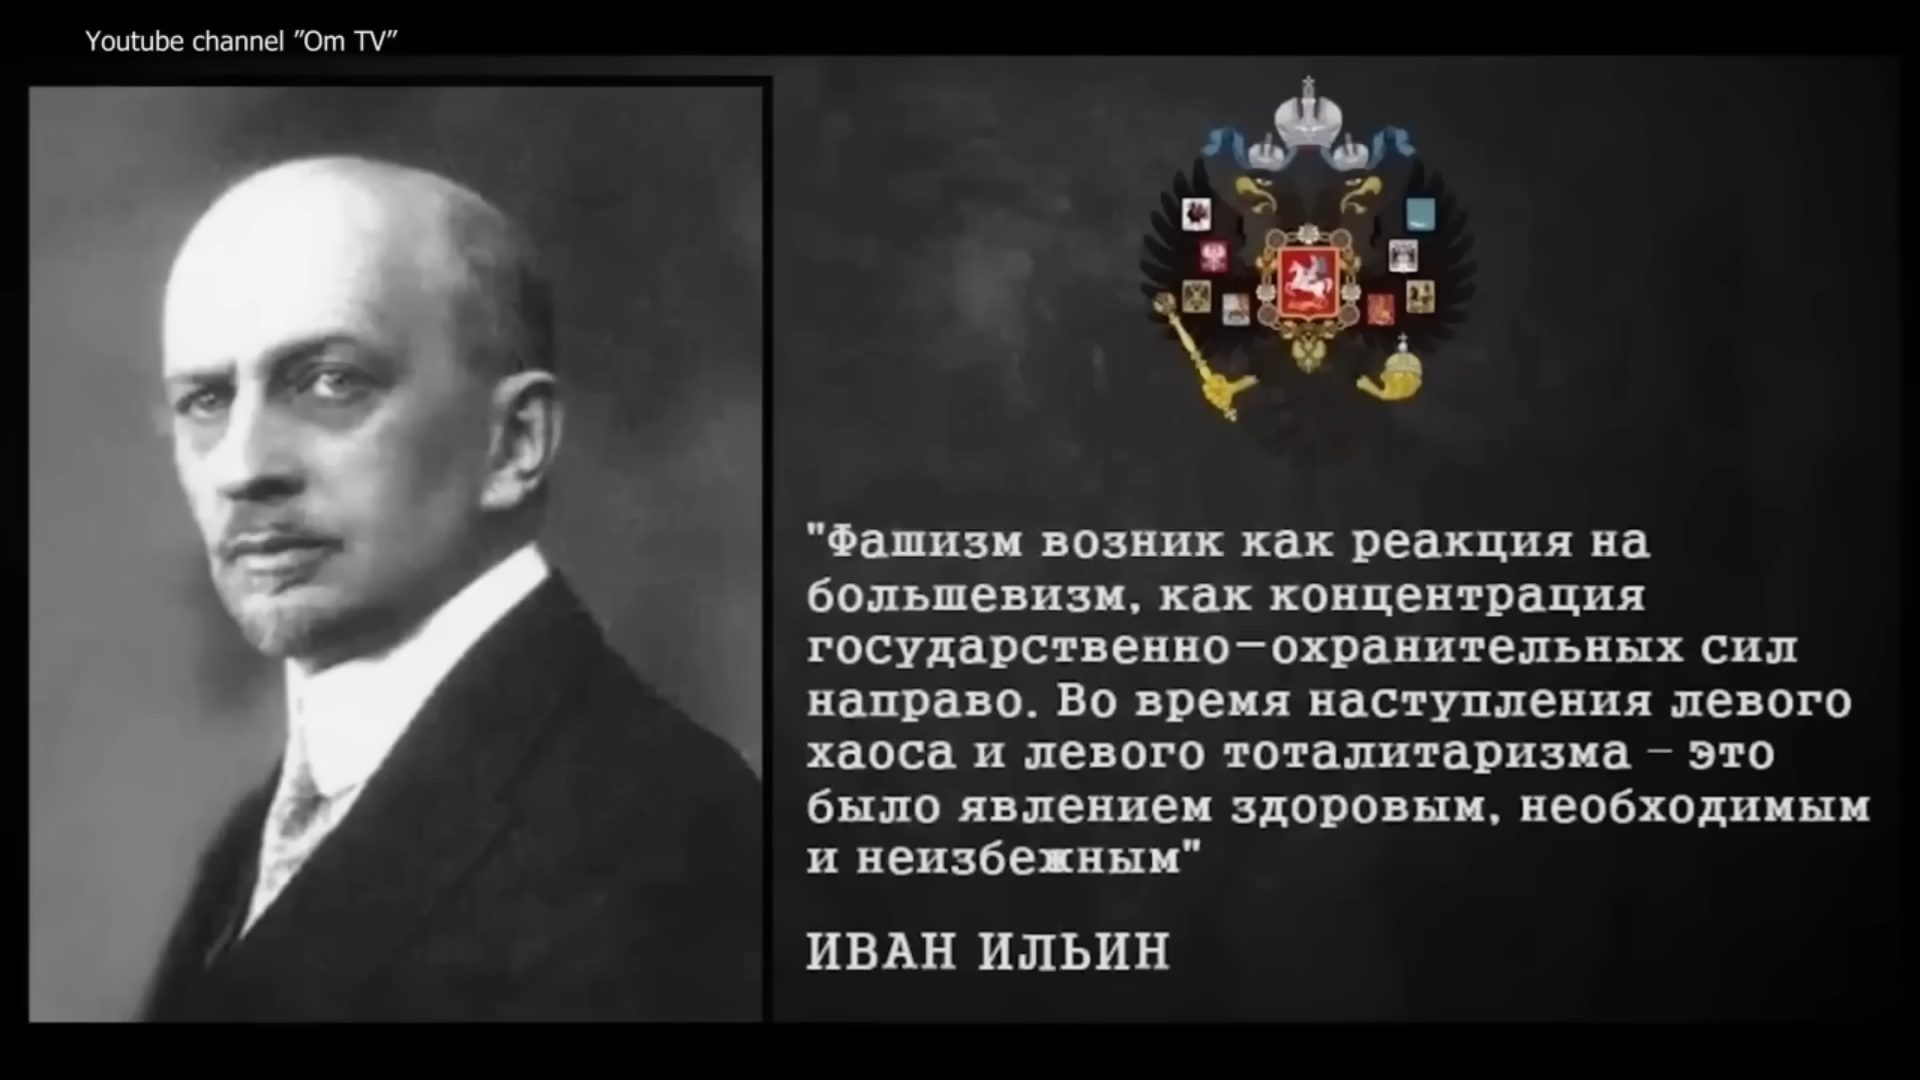 Youtube channel ”Om TV”
"Фашизм возник как реакция на
большевизм, как концентрация
государственно—охранительных сил
направо. Во время наступления левого
хаоса и левого тоталитаризма – это
было явлением здоровым, необходимым
и неизбежным"
ИВАН ИЛЬИН